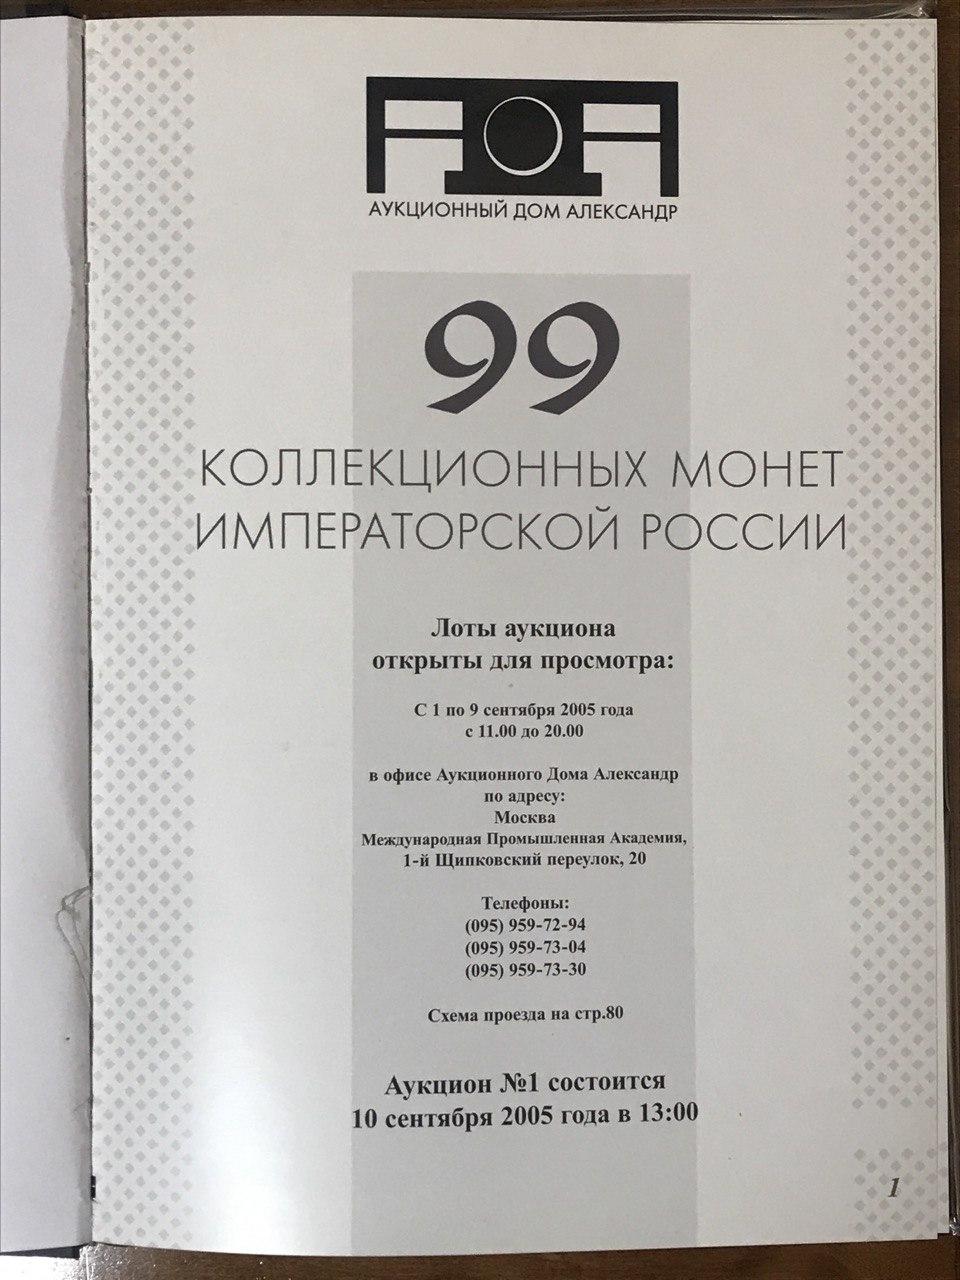 АУКЦИОННЫЙ ДОМ АЛЕКСАНДР
99
КОЛЛЕКЦИОННЫХ МОНЕТ
ИМПЕРАТОРСКОЙ РОССИИ
Лоты аукциона
открыты для просмотра:
С 1 по 9 сентября 2005 года
с 11.00 до 20.00
в офисе Аукционного Дома Александр
по адресу:
Москва
Международная Промышленная Академия,
1-й Щипковский переулок, 20
Телефоны:
(095) 959-72-94
(095) 959-73-04
(095) 959-73-30
Схема проезда на стр.80
Аукцион №1 состоится
10 сентября 2005 года в 13:00
1